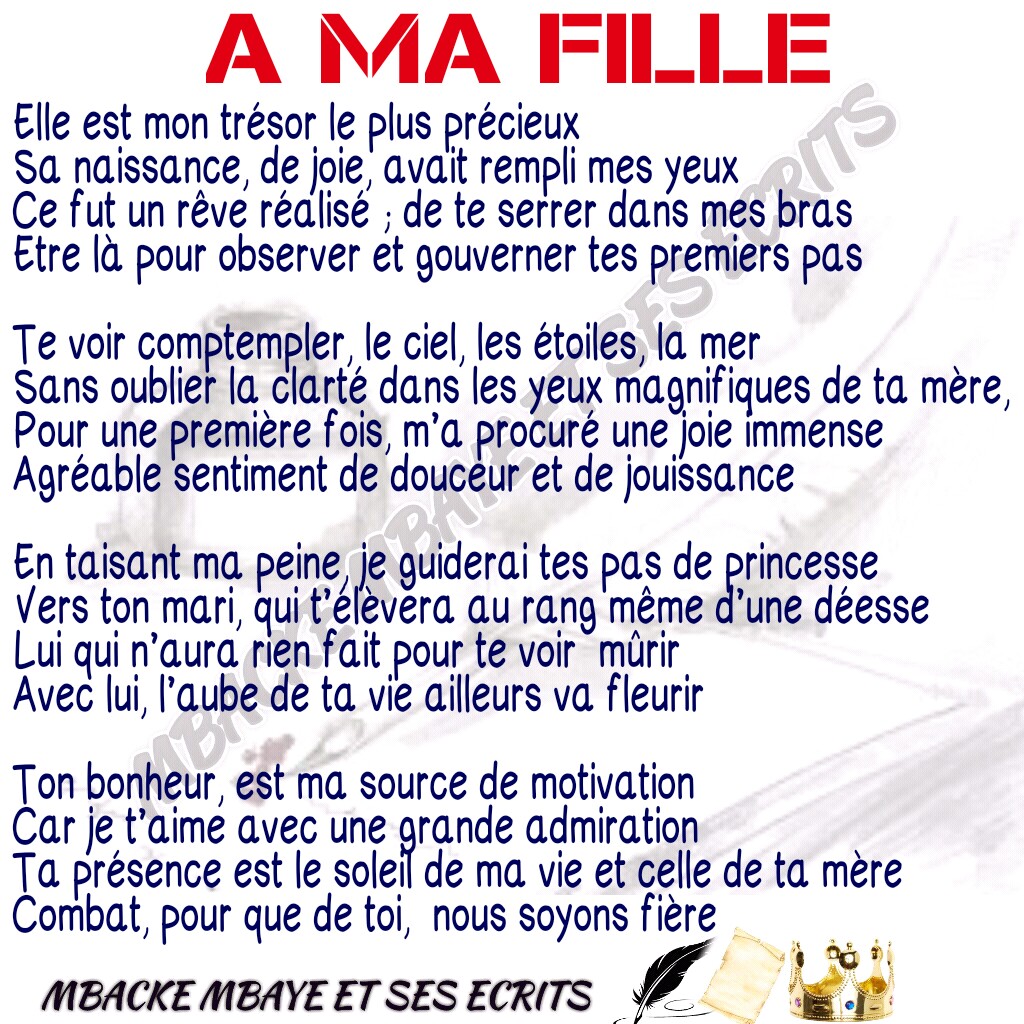 A MA FILLE
Elle est mon trésor le plus précieux
Sa naissance, de joie, avait rempli mes yeux
Ce fut un rêve réalisé ; de te serrer dans mes bras
Etre là pour observer et gouverner tes premiers pas
Te voir comptempler, le ciel, les étoiles, la mer
Sans oublier la clarté dans les yeux magnifiques de ta mère,
Pour une première fois, m'a procuré une joie immense
Agréable sentiment de douceur et de jouissance
En taisant ma peine, je guiderai tes pas de princesse
Vers ton mari, qui t'élèvera au rang même d'une déesse
Lui qui n'aura rien fait pour te voir mûrir
Avec lui, l'aube de ta vie ailleurs va fleurir
Ton bonheur, est ma source de motivation
Car je t'aime avec une grande admiration
Ta présence est le soleil de ma vie et celle de ta mère
Combat, pour que de toi, nous soyons fière
MBACKE MBAYE ET SES ECRITS
MBACKE MBAYE ET SES ECRITS